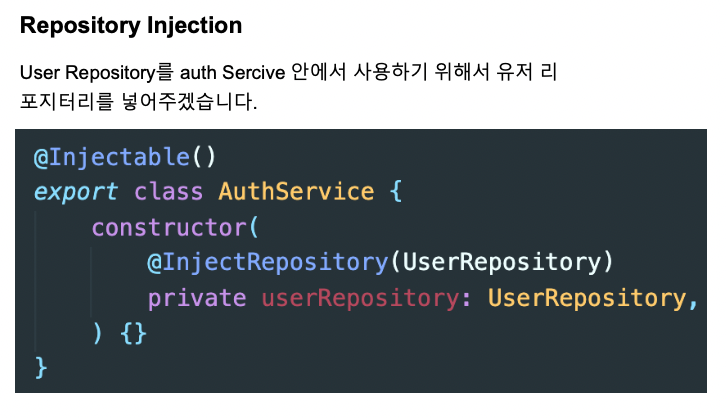 Repository Injection
User Repository를 auth Sercive 안에서 사용하기 위해서 유저 리
포지터리를 넣어주겠습니다.
@Injectable()
export class AuthService {
    constructor(
        @InjectRepository(UserRepository)
        private userRepository: UserRepository,
    ) {}
}